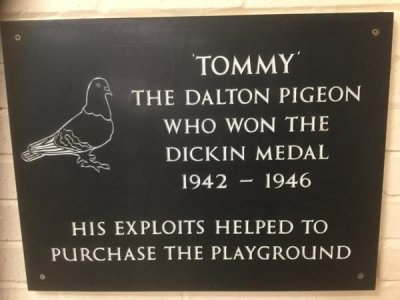 'TOMMY'
THE DALTON PIGEON
WHO WON THE
DICKIN MEDAL
1942 – 1946
HIS EXPLOITS HELPED TO
PURCHASE THE PLAYGROUND